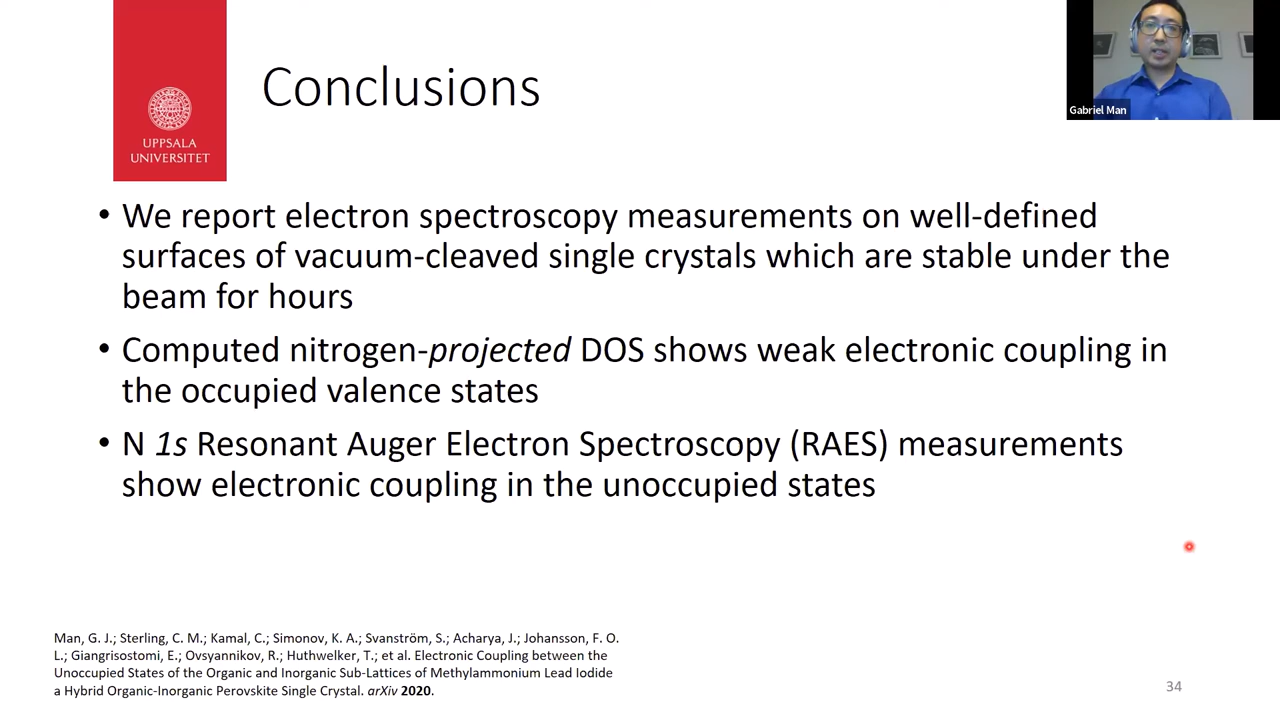 Conclusions
Gabriel Man
UPPSALA
UNIVERSITET
• We report electron spectroscopy measurements on well-defined
surfaces of vacuum-cleaved single crystals which are stable under the
beam for hours
• Computed nitrogen-projected DOS shows weak electronic coupling in
the occupied valence states
• N 1s Resonant Auger Electron Spectroscopy (RAES) measurements
show electronic coupling in the unoccupied states
Man, G. J.; Sterling, C. M.; Kamal, C.; Simonov, K. A.; Svanström, S.; Acharya, J.; Johansson, F. O.
L.; Giangrisostomi, E.; Ovsyannikov, R.; Huthwelker, T.; et al. Electronic Coupling between the
Unoccupied States of the Organic and Inorganic Sub-Lattices of Methylammonium Lead Iodide
a Hybrid Organic-Inorganic Perovskite Single Crystal. arXiv 2020.
34